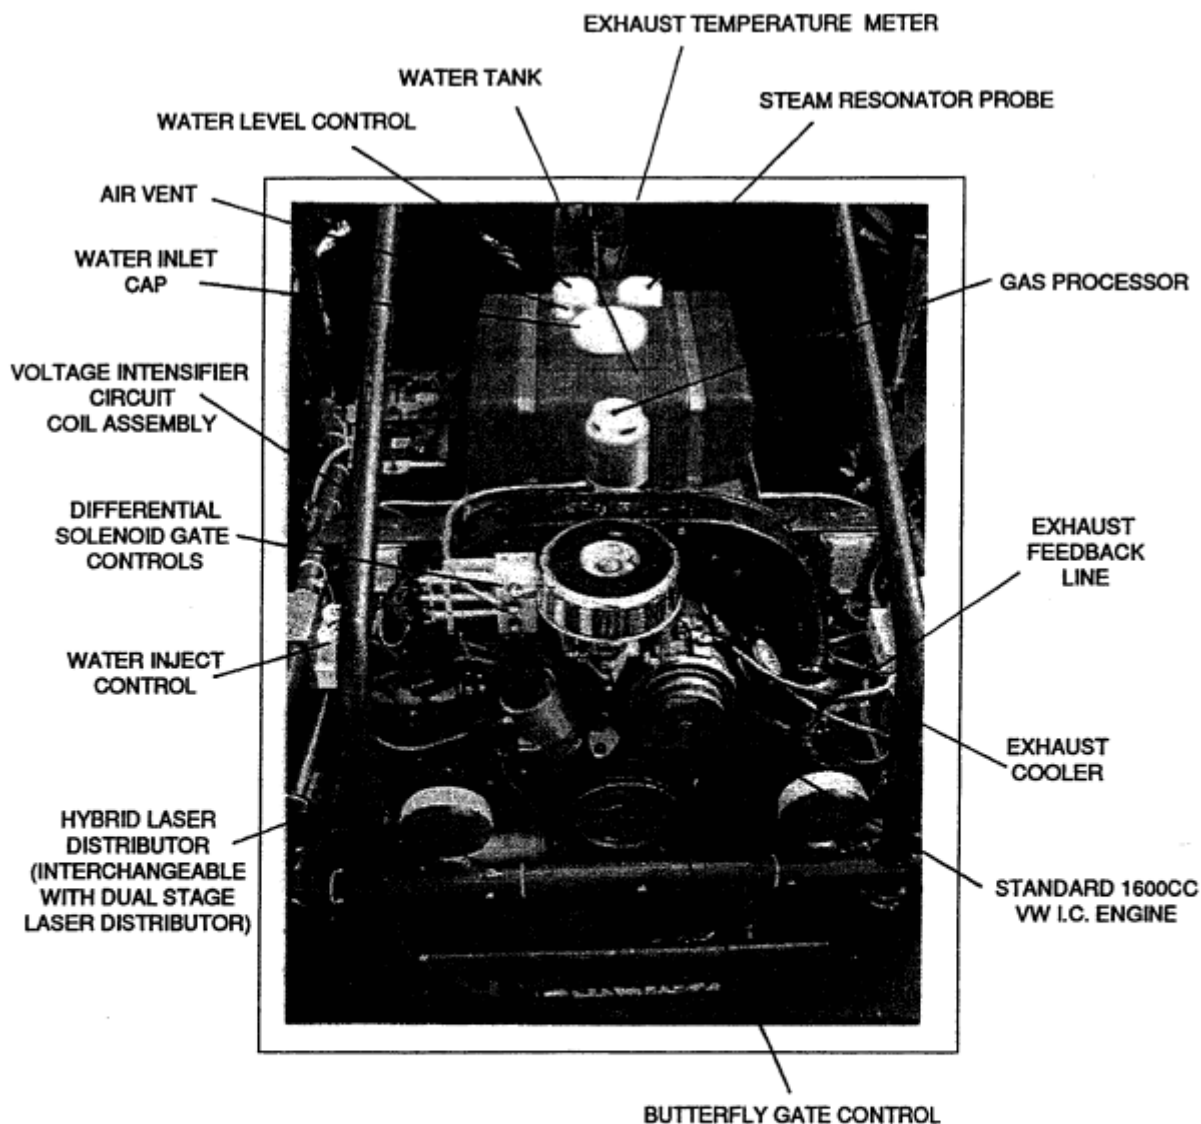 EXHAUST TEMPERATURE METER
WATER TANK
STEAM RESONATOR PROBE
WATER LEVEL CONTROL
AIR VENT
WATER INLET
CAP
GAS PROCESSOR
VOLTAGE INTENSIFIER
CIRCUIT
COIL ASSEMBLY
DIFFERENTIAL
SOLENOID GATE
CONTROLS
EXHAUST
FEEDBACK
LINE
WATER INJECT
CONTROL
EXHAUST
COOLER
HYBRID LASER
DISTRIBUTOR
(INTERCHANGEABLE
WITH DUAL STAGE
LASER DISTRIBUTOR)
STANDARD 1600CC
VW I.C. ENGINE
BUTTERFLY GATE CONTROL